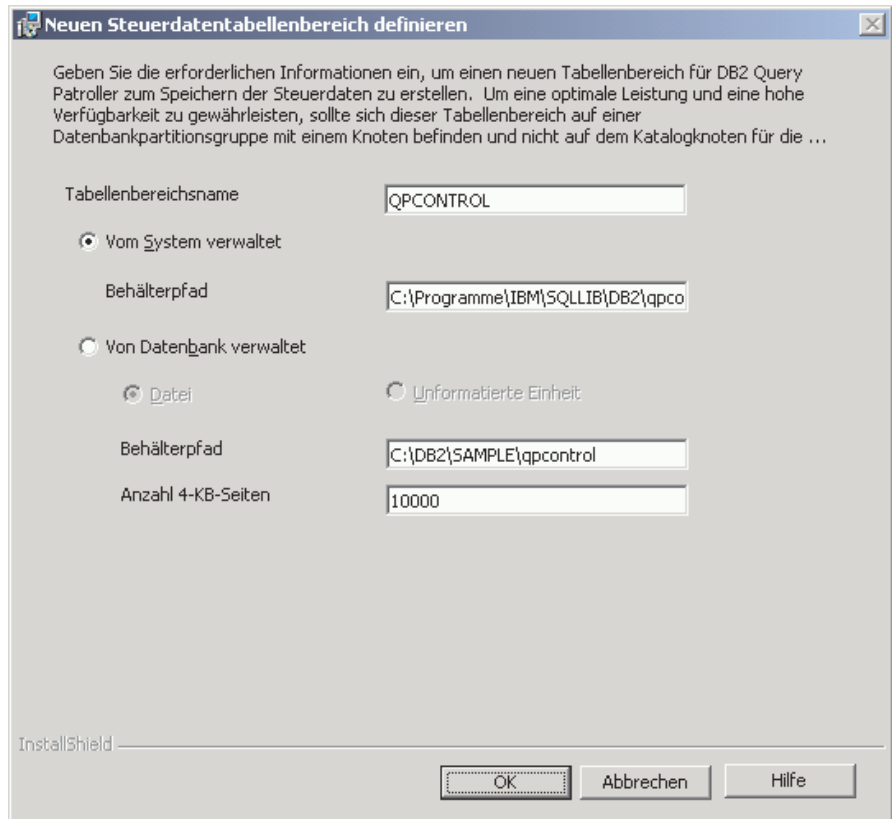 Neuen Steuerdatentabellenbereich definieren
Geben Sie die erforderlichen Informationen ein, um einen neuen Tabellenbereich für DB2 Query
Patroller zum Speichern der Steuerdaten zu erstellen. Um eine optimale Leistung und eine hohe
Verfügbarkeit zu gewährleisten, sollte sich dieser Tabellenbereich auf einer
Datenbankpartitionsgruppe mit einem Knoten befinden und nicht auf dem Katalogknoten für die ...
Tabellenbereichsname QPCONTROL
Vom System verwaltet
Behälterpfad C:\Programme\IBM\SQLLIB\DB2\qpco
Von Datenbank verwaltet
Datei Unformatierte Einheit
Behälterpfad C:\DB2\SAMPLE\qpcontrol
Anzahl 4-KB-Seiten 10000
InstallShield
OK Abbrechen Hilfe